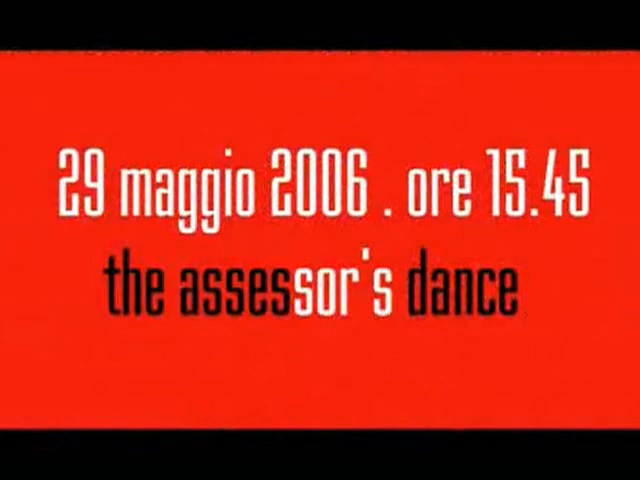 29 maggio 2006 . ore 15.45
the assessor's dance